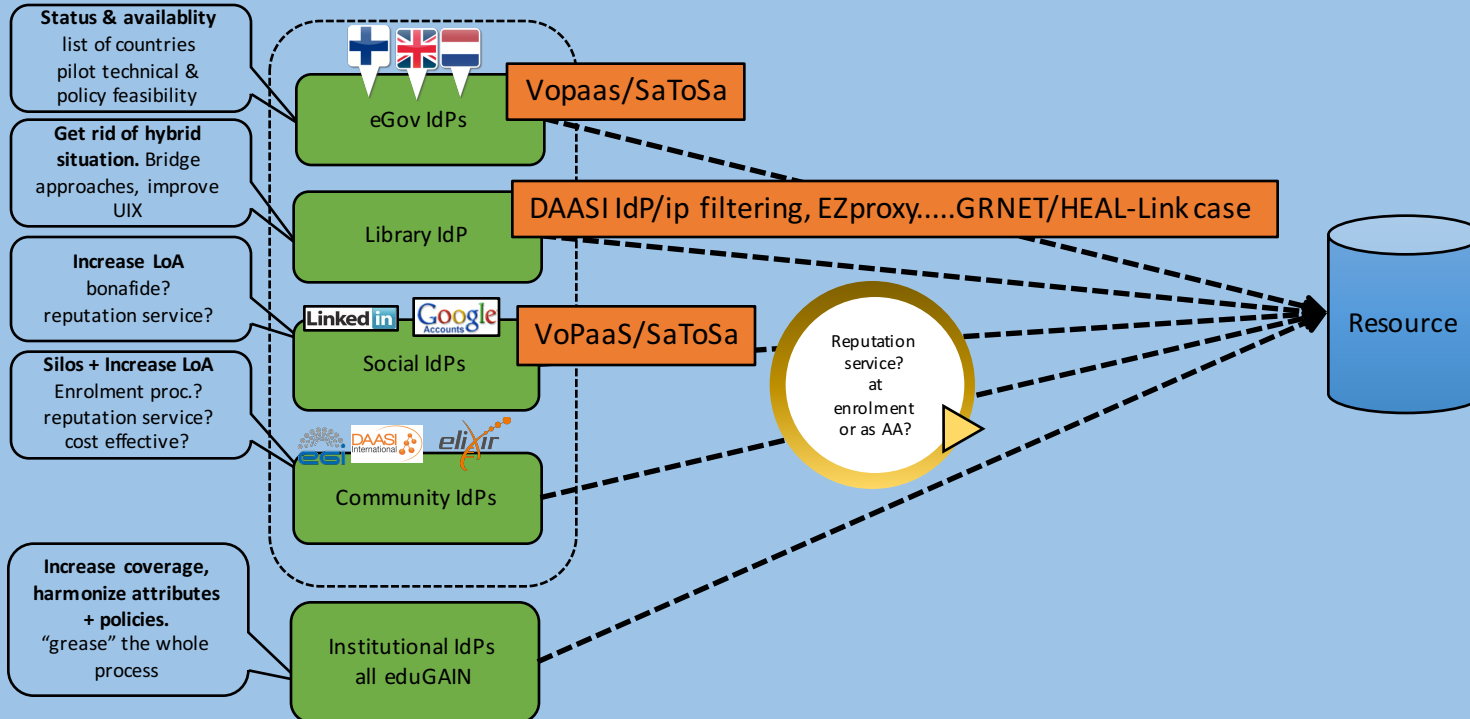 Status & availablity
list of countries
pilot technical &
policy feasibility
eGov IdPs
Vopaas/SaToSa
Get rid of hybrid
situation. Bridge
approaches, improve
UIX
Library IdP
DAASI IdP/ip filtering, EZproxy.....GRNET/HEAL-Link case
Increase LoA
bonafide?
reputation service?
Linked in
Google
Accounts
Social IdPs
VoPaaS/SaToSa
Reputation
service?
at
enrolment
or as AA?
Resource
Silos + Increase LoA
Enrolment proc.?
reputation service?
cost effective?
egi
DAASI
International
elixir
Community IdPs
Increase coverage,
harmonize attributes
+ policies.
“grease” the whole
process
Institutional IdPs
all eduGAIN